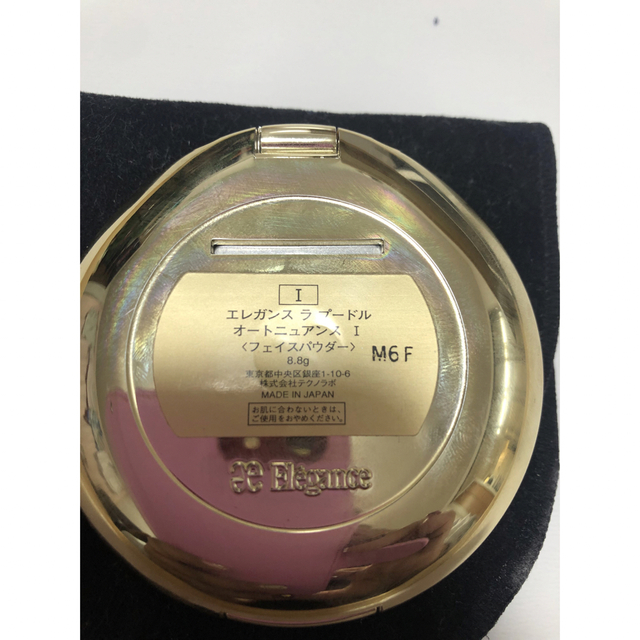 I
エレガンス ラ プードル
オートニュアンス I
〈フェイスパウダー〉
8.8g
M6F
東京都中央区銀座1-10-6
株式会社テクノラボ
MADE IN JAPAN
お肌に合わないときは、
ご使用をおやめください。
æ Elégance